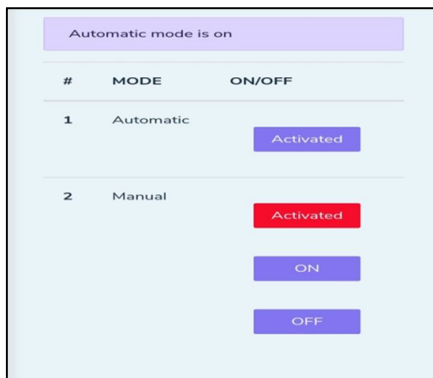 Automatic mode is on
# MODE ON/OFF
1 Automatic
Activated
2 Manual
Activated
ON
OFF